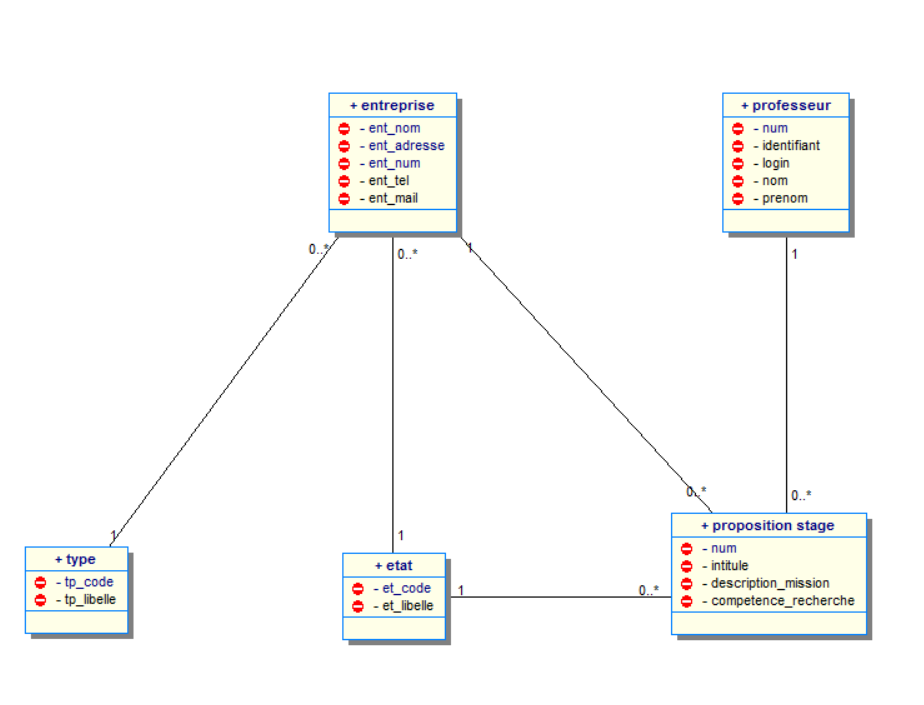 + entreprise
- ent_nom
- ent_adresse
- ent_num
- ent_tel
- ent_mail
+ professeur
- num
- identifiant
- login
- nom
- prenom
0..*
0..*
1
1
1
1
0..*
0..*
+ type
- tp_code
- tp_libelle
+ etat
- et_code
- et_libelle
1
0..*
+ proposition stage
- num
- intitule
- description_mission
- competence_recherche